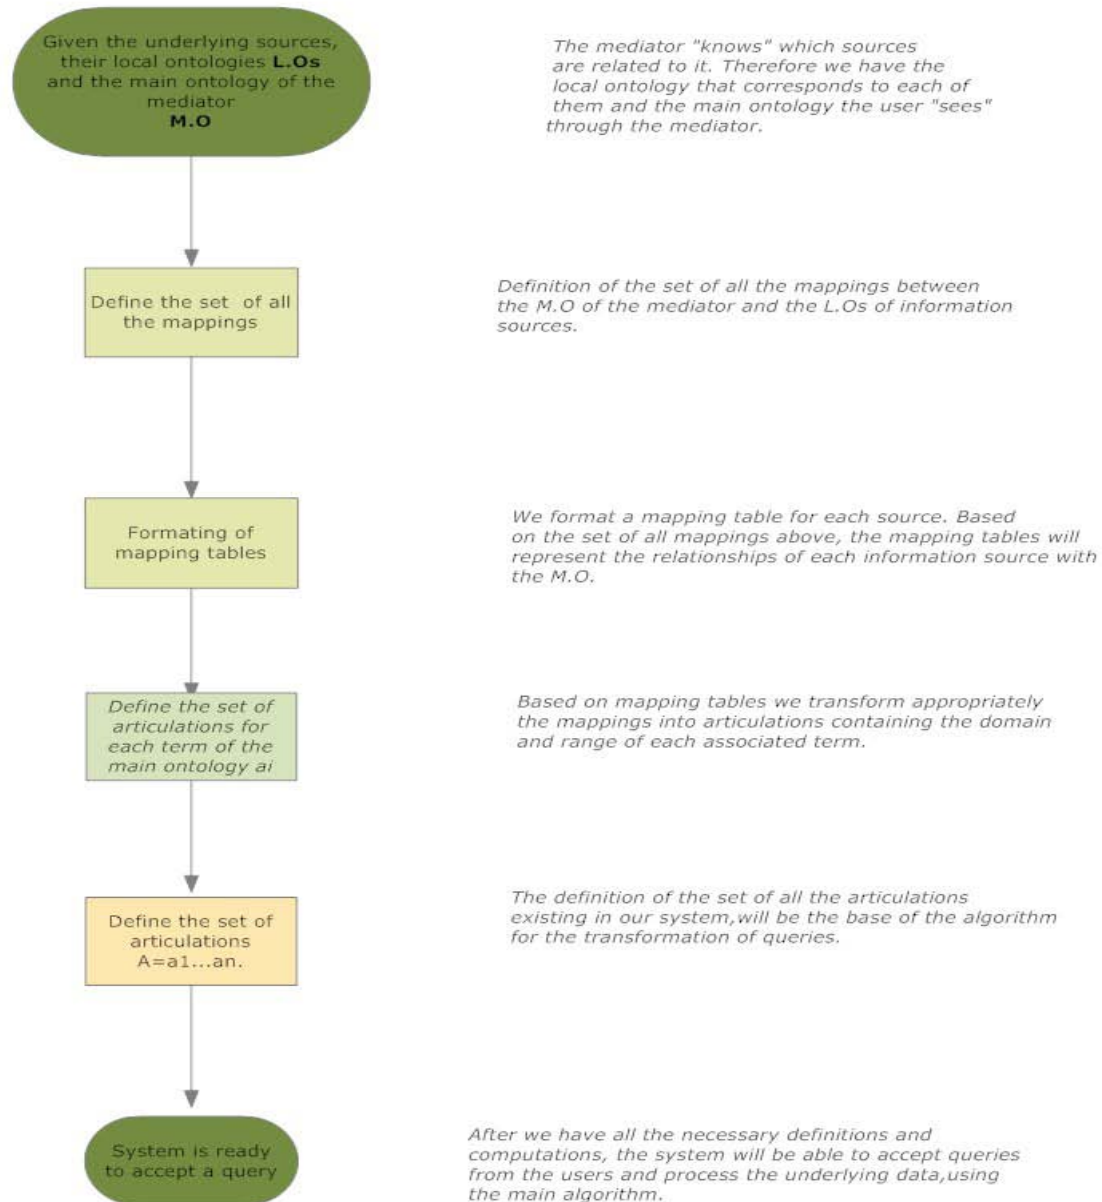 Given the underlying sources,
their local ontologies L.Os
and the main ontology of the
mediator
M.O
The mediator "knows" which sources
are related to it. Therefore we have the
local ontology that corresponds to each of
them and the main ontology the user "sees"
through the mediator.
Define the set of all
the mappings
Definition of the set of all the mappings between
the M.O of the mediator and the L.Os of information
sources.
Formating of
mapping tables
We format a mapping table for each source. Based
on the set of all mappings above, the mapping tables will
represent the relationships of each information source with
the M.O.
Define the set of
articulations for
each term of the
main ontology ai
Based on mapping tables we transform appropriately
the mappings into articulations containing the domain
and range of each associated term.
Define the set of
articulations
A=a1...an.
The definition of the set of all the articulations
existing in our system,will be the base of the algorithm
for the transformation of queries.
System is ready
to accept a query
After we have all the necessary definitions and
computations, the system will be able to accept queries
from the users and process the underlying data,using
the main algorithm.